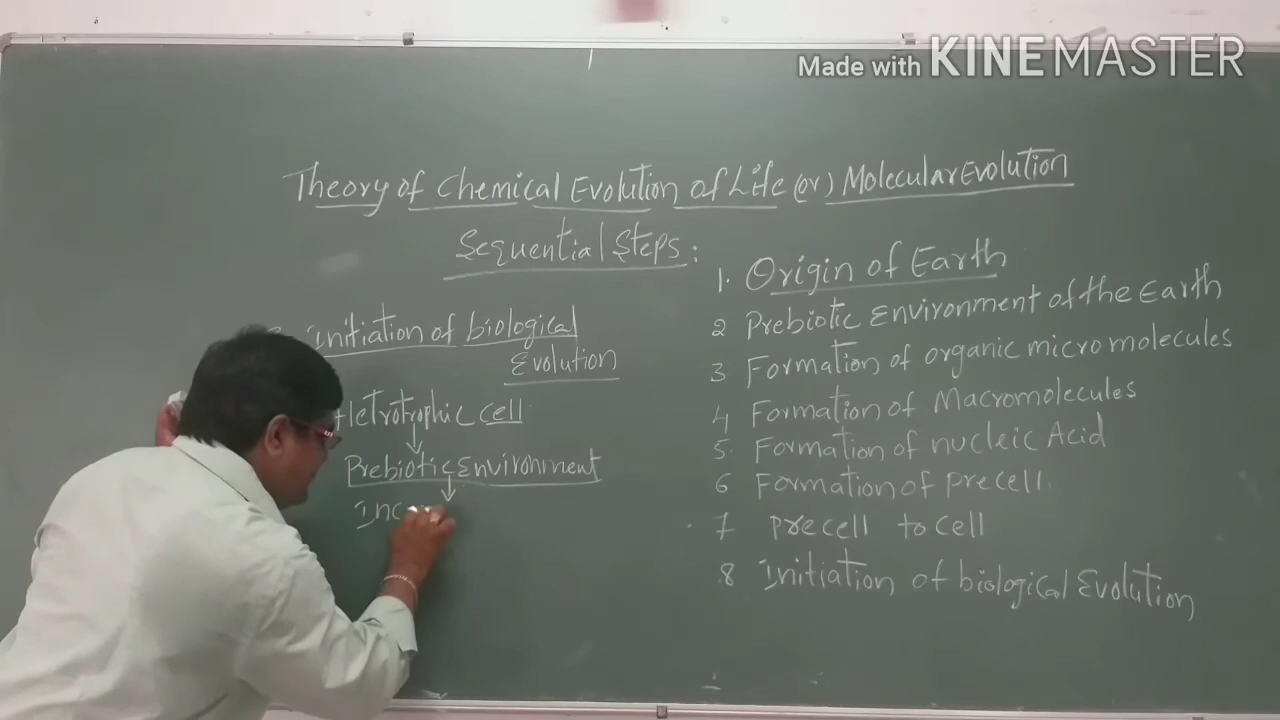 Made with KINEMASTER
Theory of Chemical Evolution of Life (or) Molecular Evolution
Sequential Steps:
initiation of biological
Evolution
Hetrotrophic cell
Prebiotic Environment
1. Origin of Earth
2 Prebiotic Environment of the Earth
3 Formation of organic micro molecules
4 Formation of Macromolecules
5. Formation of nucleic Acid
6 Formation of precell.
7 precell to cell
8 initiation of biological Evolution